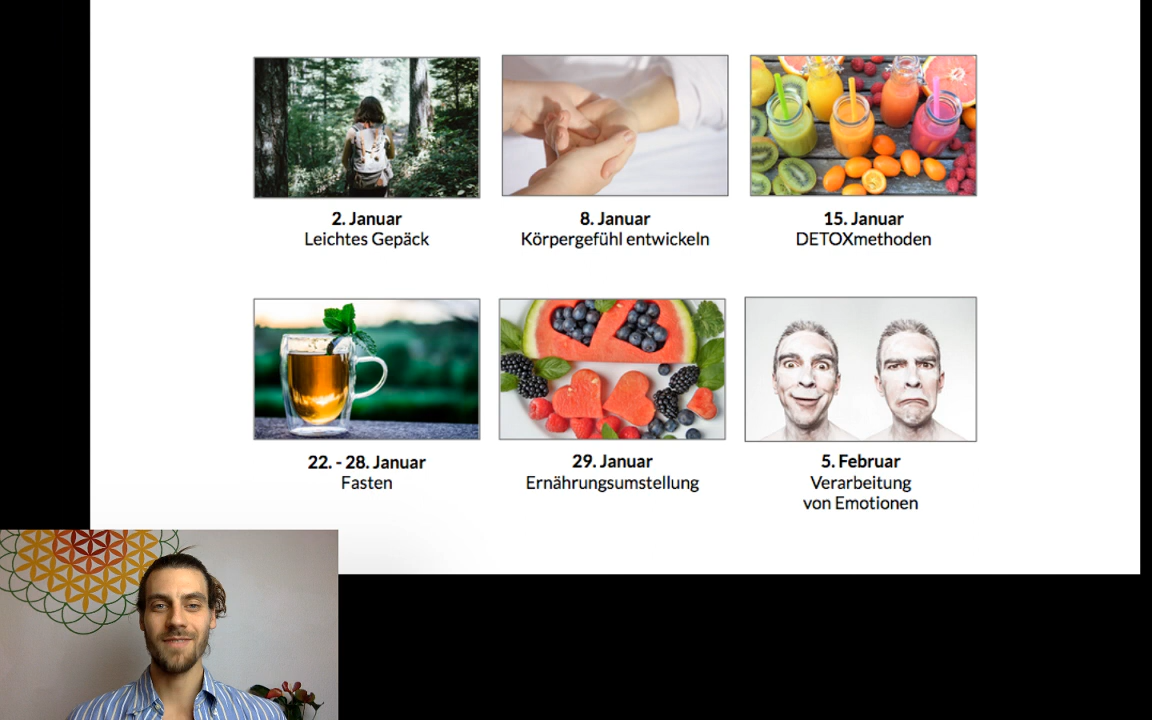 2. Januar
Leichtes Gepäck
8. Januar
Körpergefühl entwickeln
15. Januar
DETOXmethoden
22. - 28. Januar
Fasten
29. Januar
Ernährungsumstellung
5. Februar
Verarbeitung
von Emotionen